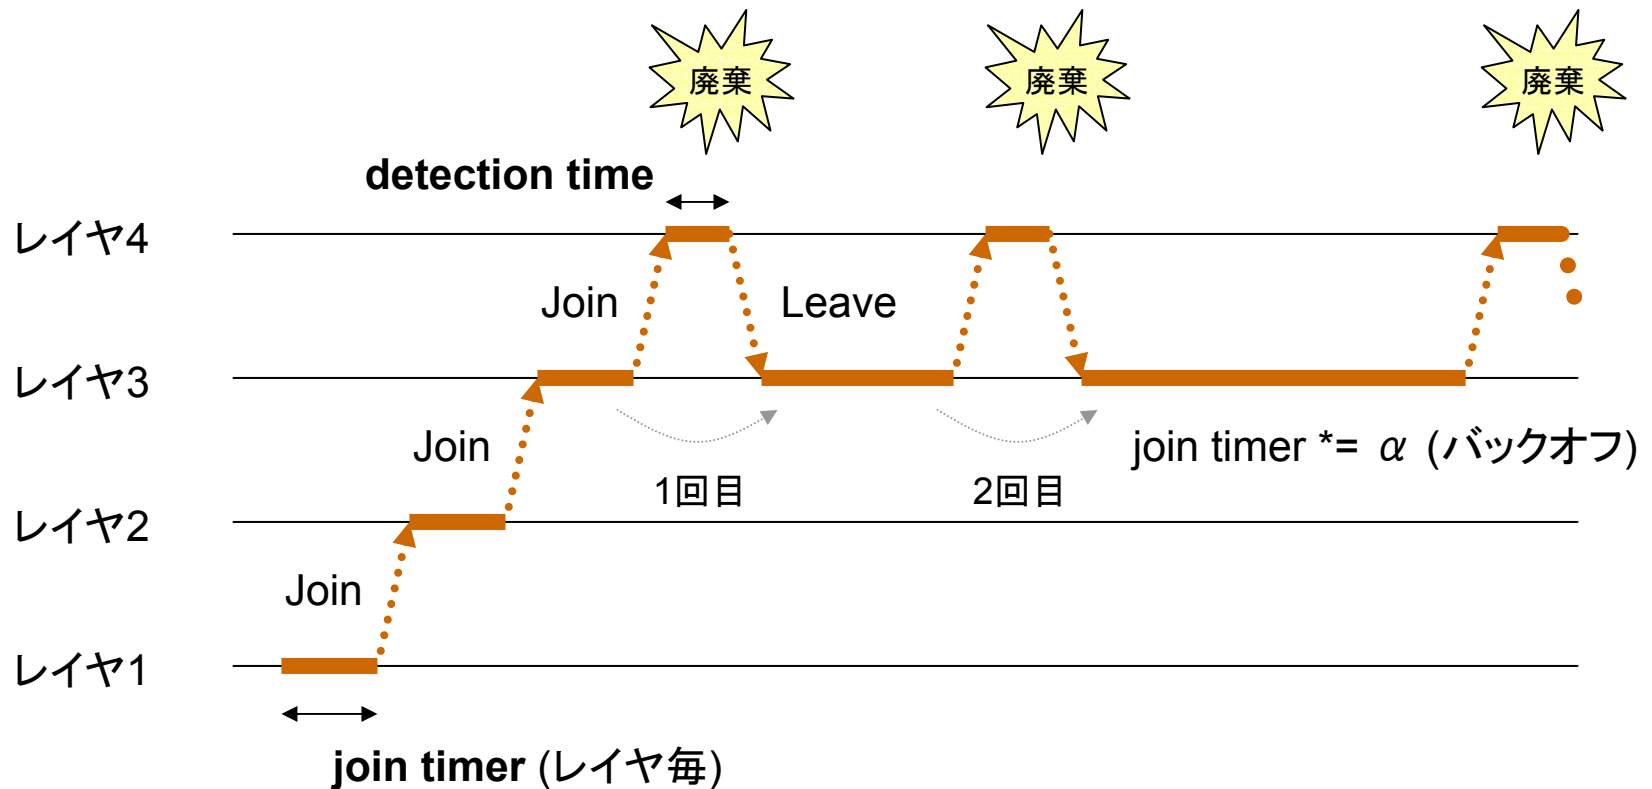 廃棄 廃棄 廃棄
detection time
レイヤ4
Join Leave
レイヤ3
Join join timer *= α (バックオフ)
1回目 2回目
レイヤ2
Join
レイヤ1
join timer (レイヤ毎)